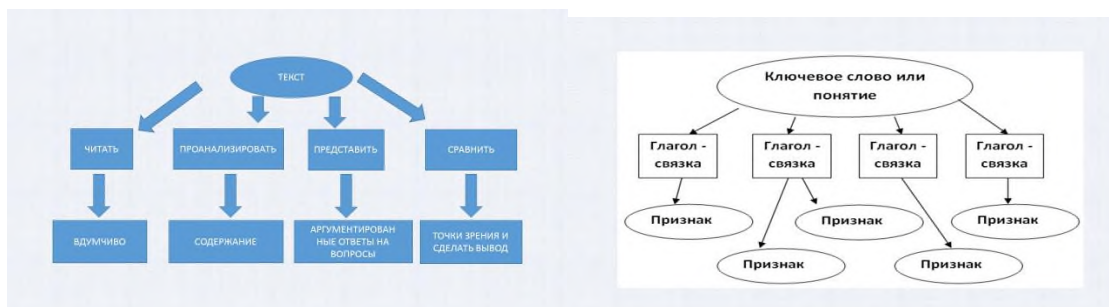 ТЕКСТ
ЧИТАТЬ
ПРОАНАЛИЗИРОВАТЬ
ПРЕДСТАВИТЬ
СРАВНИТЬ
ВДУМЧИВО
СОДЕРЖАНИЕ
АРГУМЕНТИРОВАН
НЫЕ ОТВЕТЫ НА
ВОПРОСЫ
ТОЧКИ ЗРЕНИЯ И
СДЕЛАТЬ ВЫВОД
Ключевое слово или
понятие
Глагол -
связка
Глагол -
связка
Глагол -
связка
Глагол -
связка
Признак
Признак
Признак
Признак
Признак